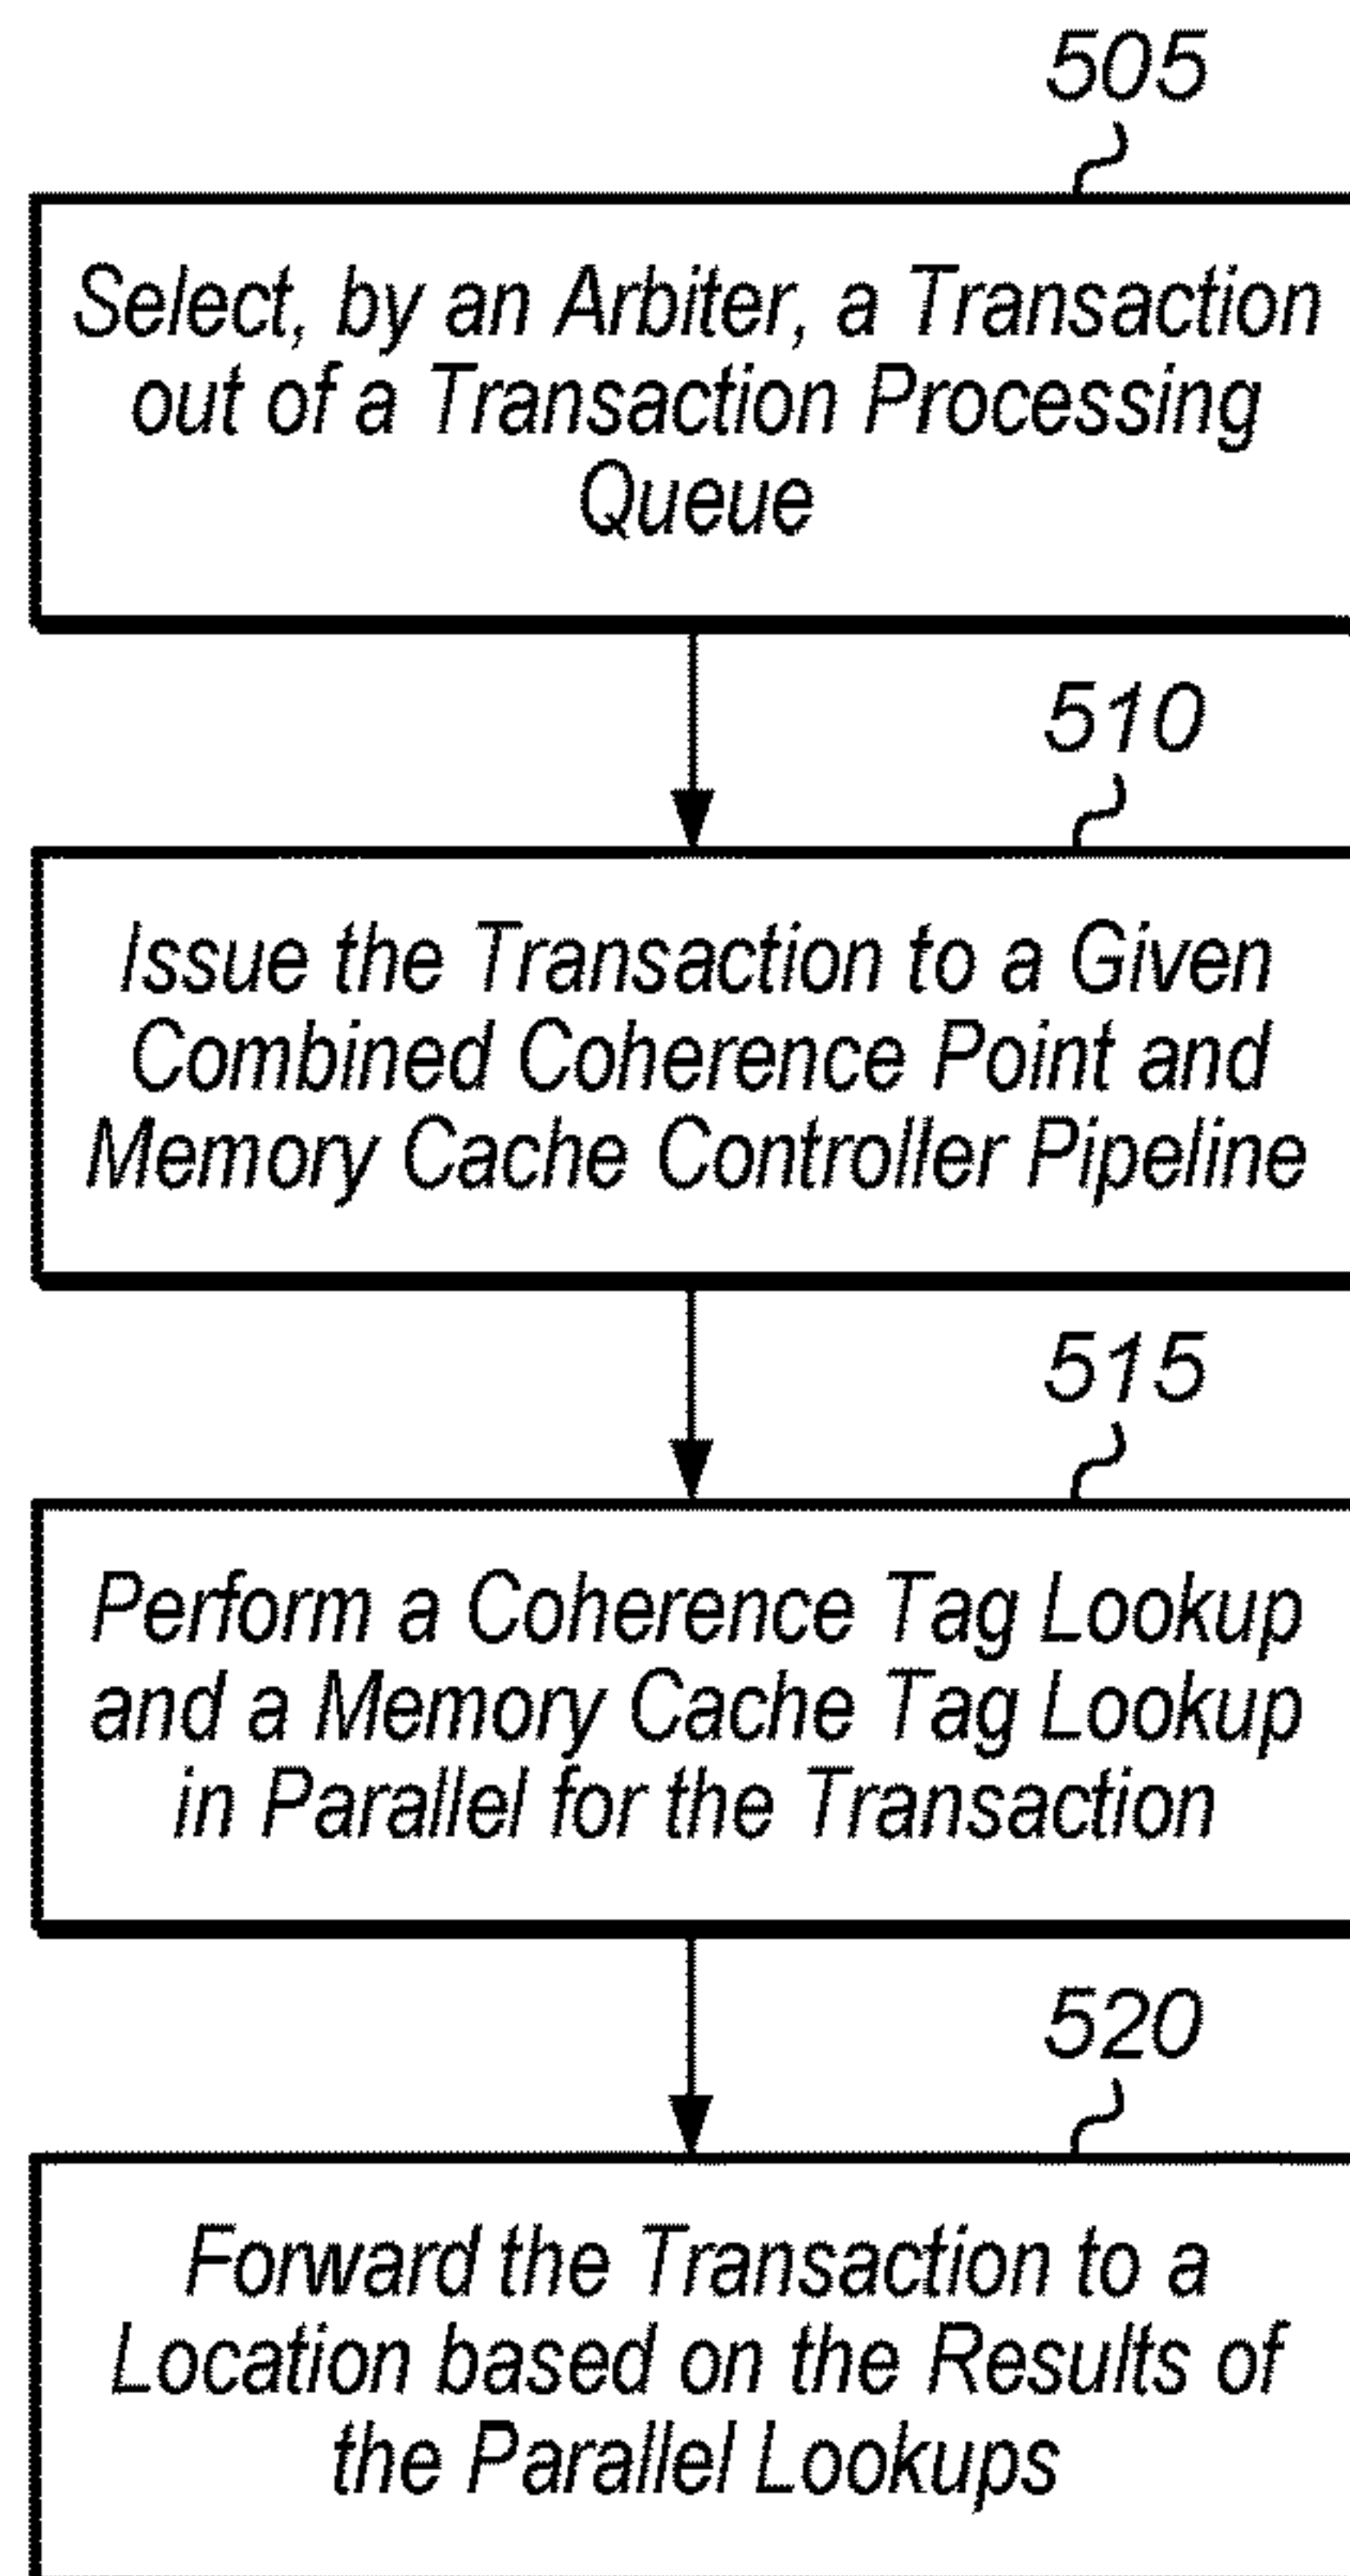 505
Select, by an Arbiter, a Transaction
out of a Transaction Processing
Queue
510
Issue the Transaction to a Given
Combined Coherence Point and
Memory Cache Controller Pipeline
515
Perform a Coherence Tag Lookup
and a Memory Cache Tag Lookup
in Parallel for the Transaction
520
Forward the Transaction to a
Location based on the Results of
the Parallel Lookups